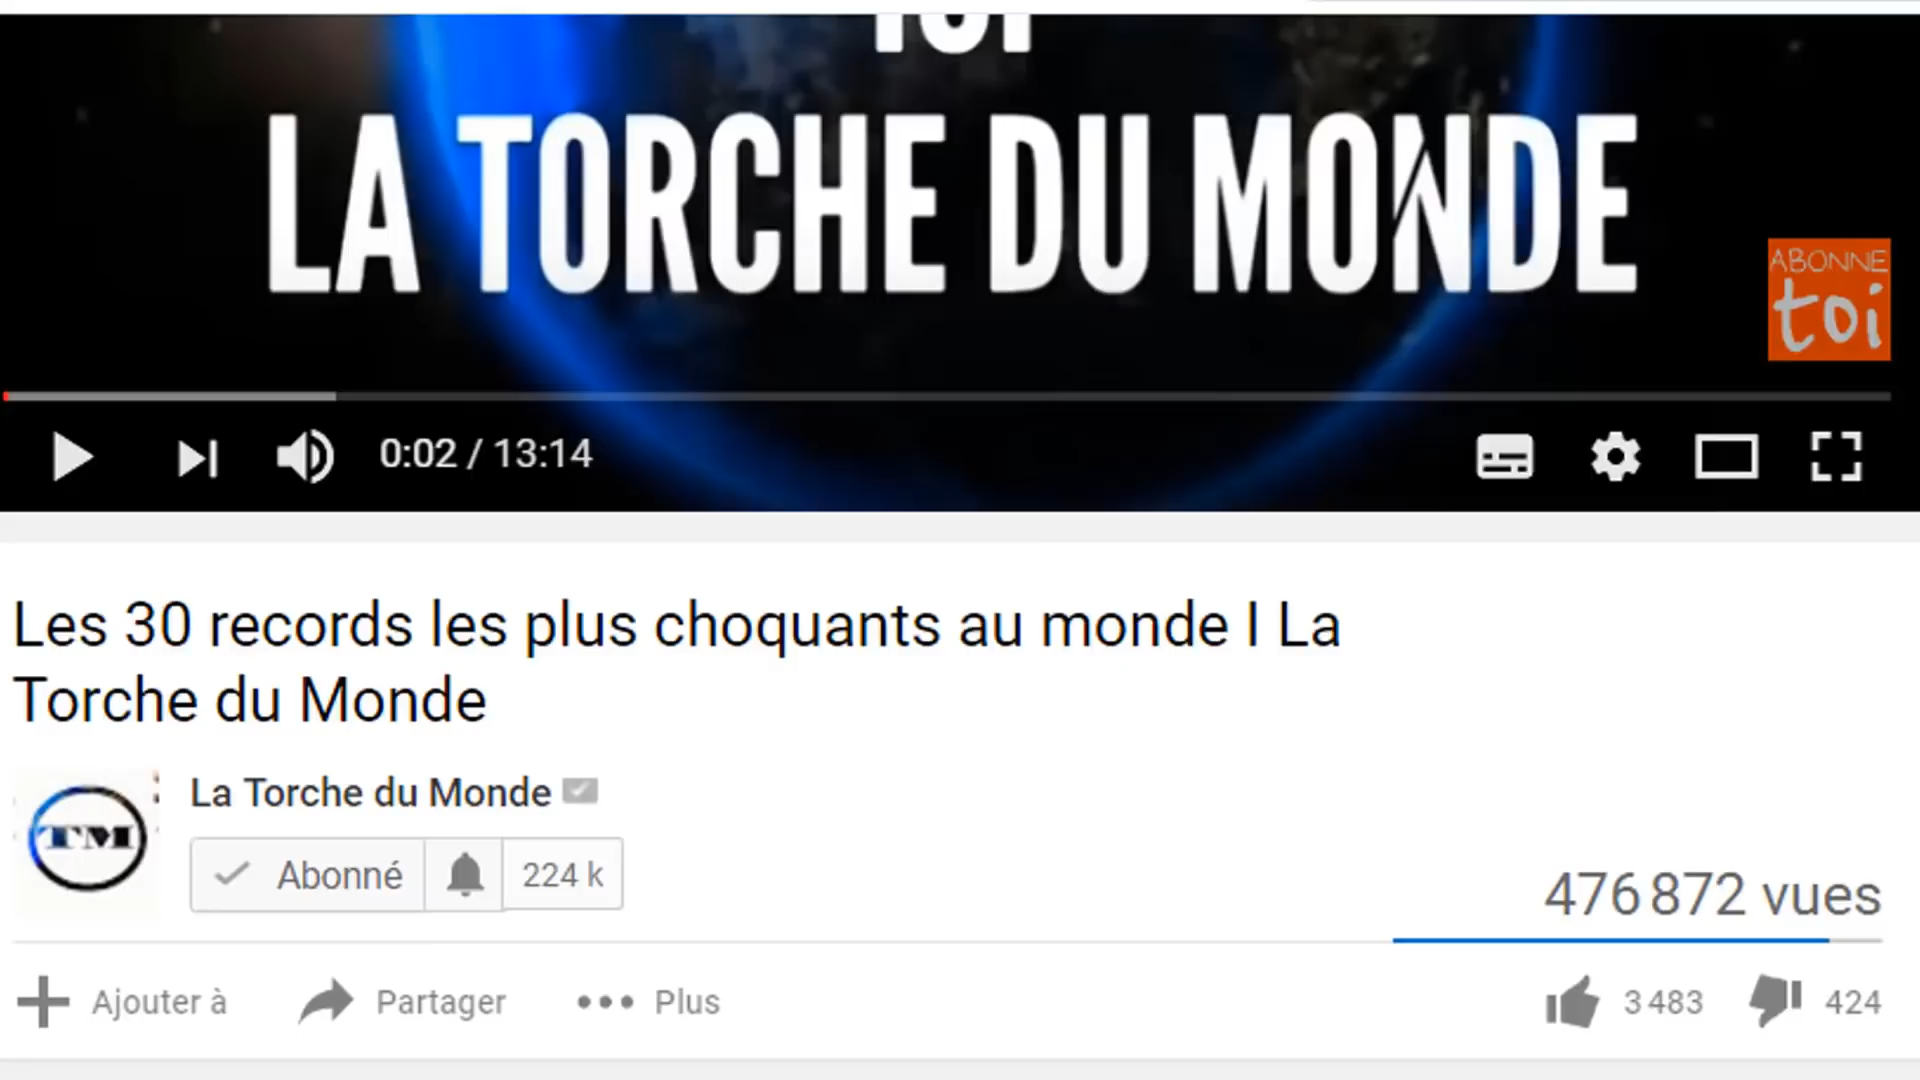 LA TORCHE DU MONDE
ABONNE
toi
0:02 / 13:14
Les 30 records les plus choquants au monde I La
Torche du Monde
TM
La Torche du Monde
Abonné
224 k
476 872 vues
Ajouter à
Partager
Plus
3 483
424